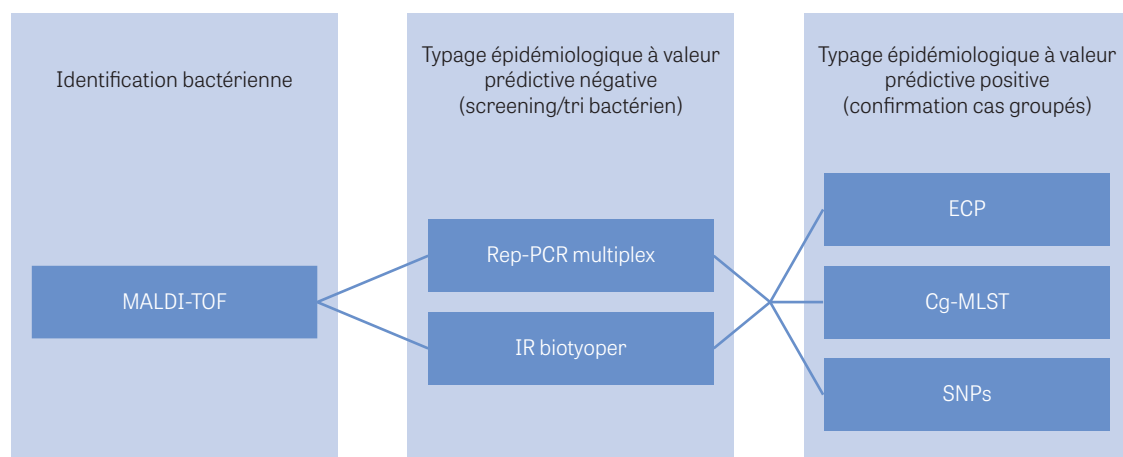 Identification bactérienne
Typage épidémiologique à valeur
prédictive négative
(screening/tri bactérien)
Typage épidémiologique à valeur
prédictive positive
(confirmation cas groupés)
MALDI-TOF
Rep-PCR multiplex
IR biotyoper
ECP
Cg-MLST
SNPs